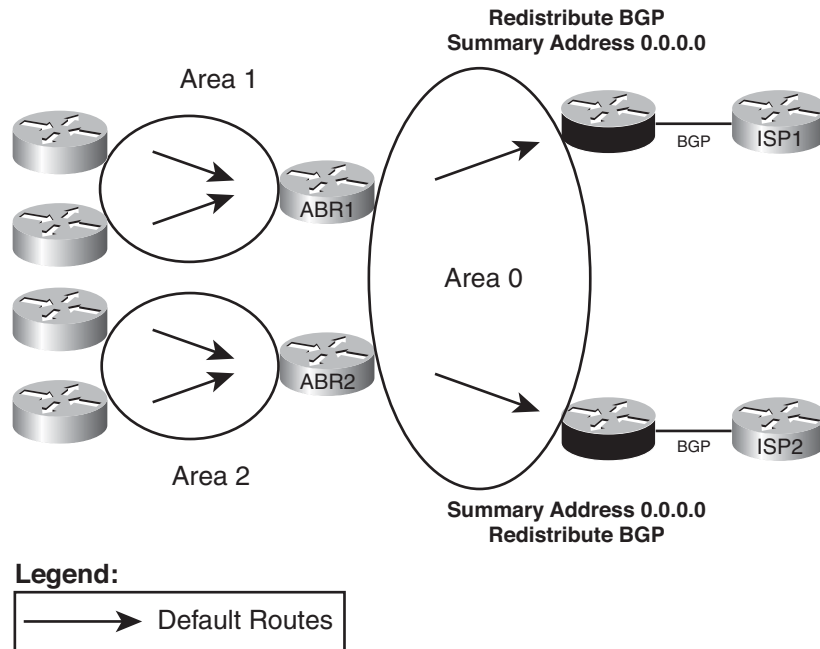 Redistribute BGP
Summary Address 0.0.0.0
Area 1
ABR1
BGP
ISP1
Area 0
ABR2
BGP
ISP2
Area 2
Summary Address 0.0.0.0
Redistribute BGP
Legend:
Default Routes